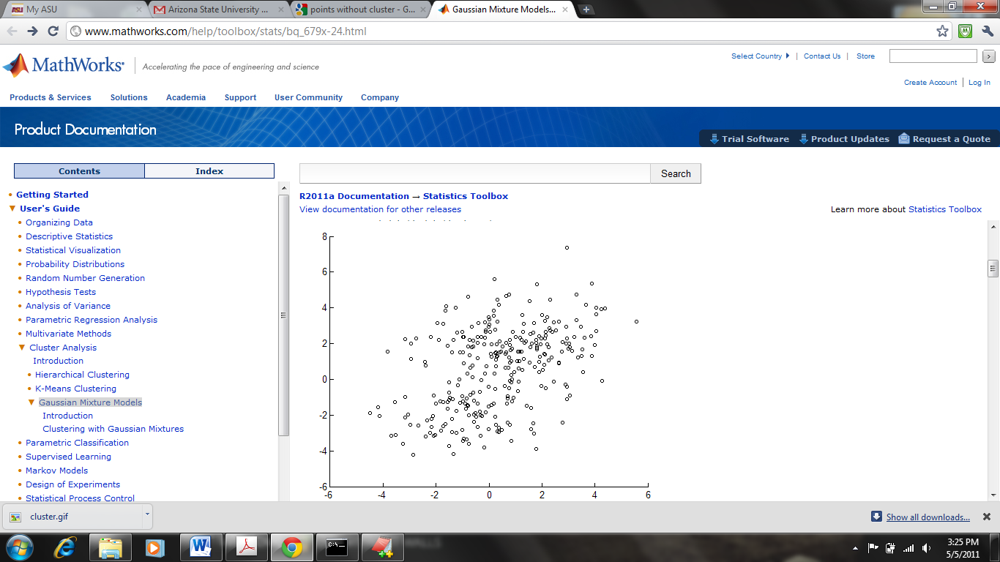 My ASU
Arizona State University ...
points without cluster - G...
Gaussian Mixture Models...
www.mathworks.com/help/toolbox/stats/bq_679x-24.html
MathWorks
Accelerating the pace of engineering and science
Select Country | Contact Us | Store
Create Account | Log In
Products & Services Solutions Academia Support User Community Company
Product Documentation
Trial Software Product Updates Request a Quote
Contents Index
Search
Getting Started
User's Guide
Organizing Data
Descriptive Statistics
Statistical Visualization
Probability Distributions
Random Number Generation
Hypothesis Tests
Analysis of Variance
Parametric Regression Analysis
Multivariate Methods
Cluster Analysis
Introduction
Hierarchical Clustering
K-Means Clustering
Gaussian Mixture Models
Introduction
Clustering with Gaussian Mixtures
Parametric Classification
Supervised Learning
Markov Models
Design of Experiments
Statistical Process Control
R2011a Documentation → Statistics Toolbox
View documentation for other releases
Learn more about Statistics Toolbox
8
6
4
2
0
-2
-4
-6
-6 -4 -2 0 2 4 6
cluster.gif
Show all downloads...
3:25 PM
5/5/2011